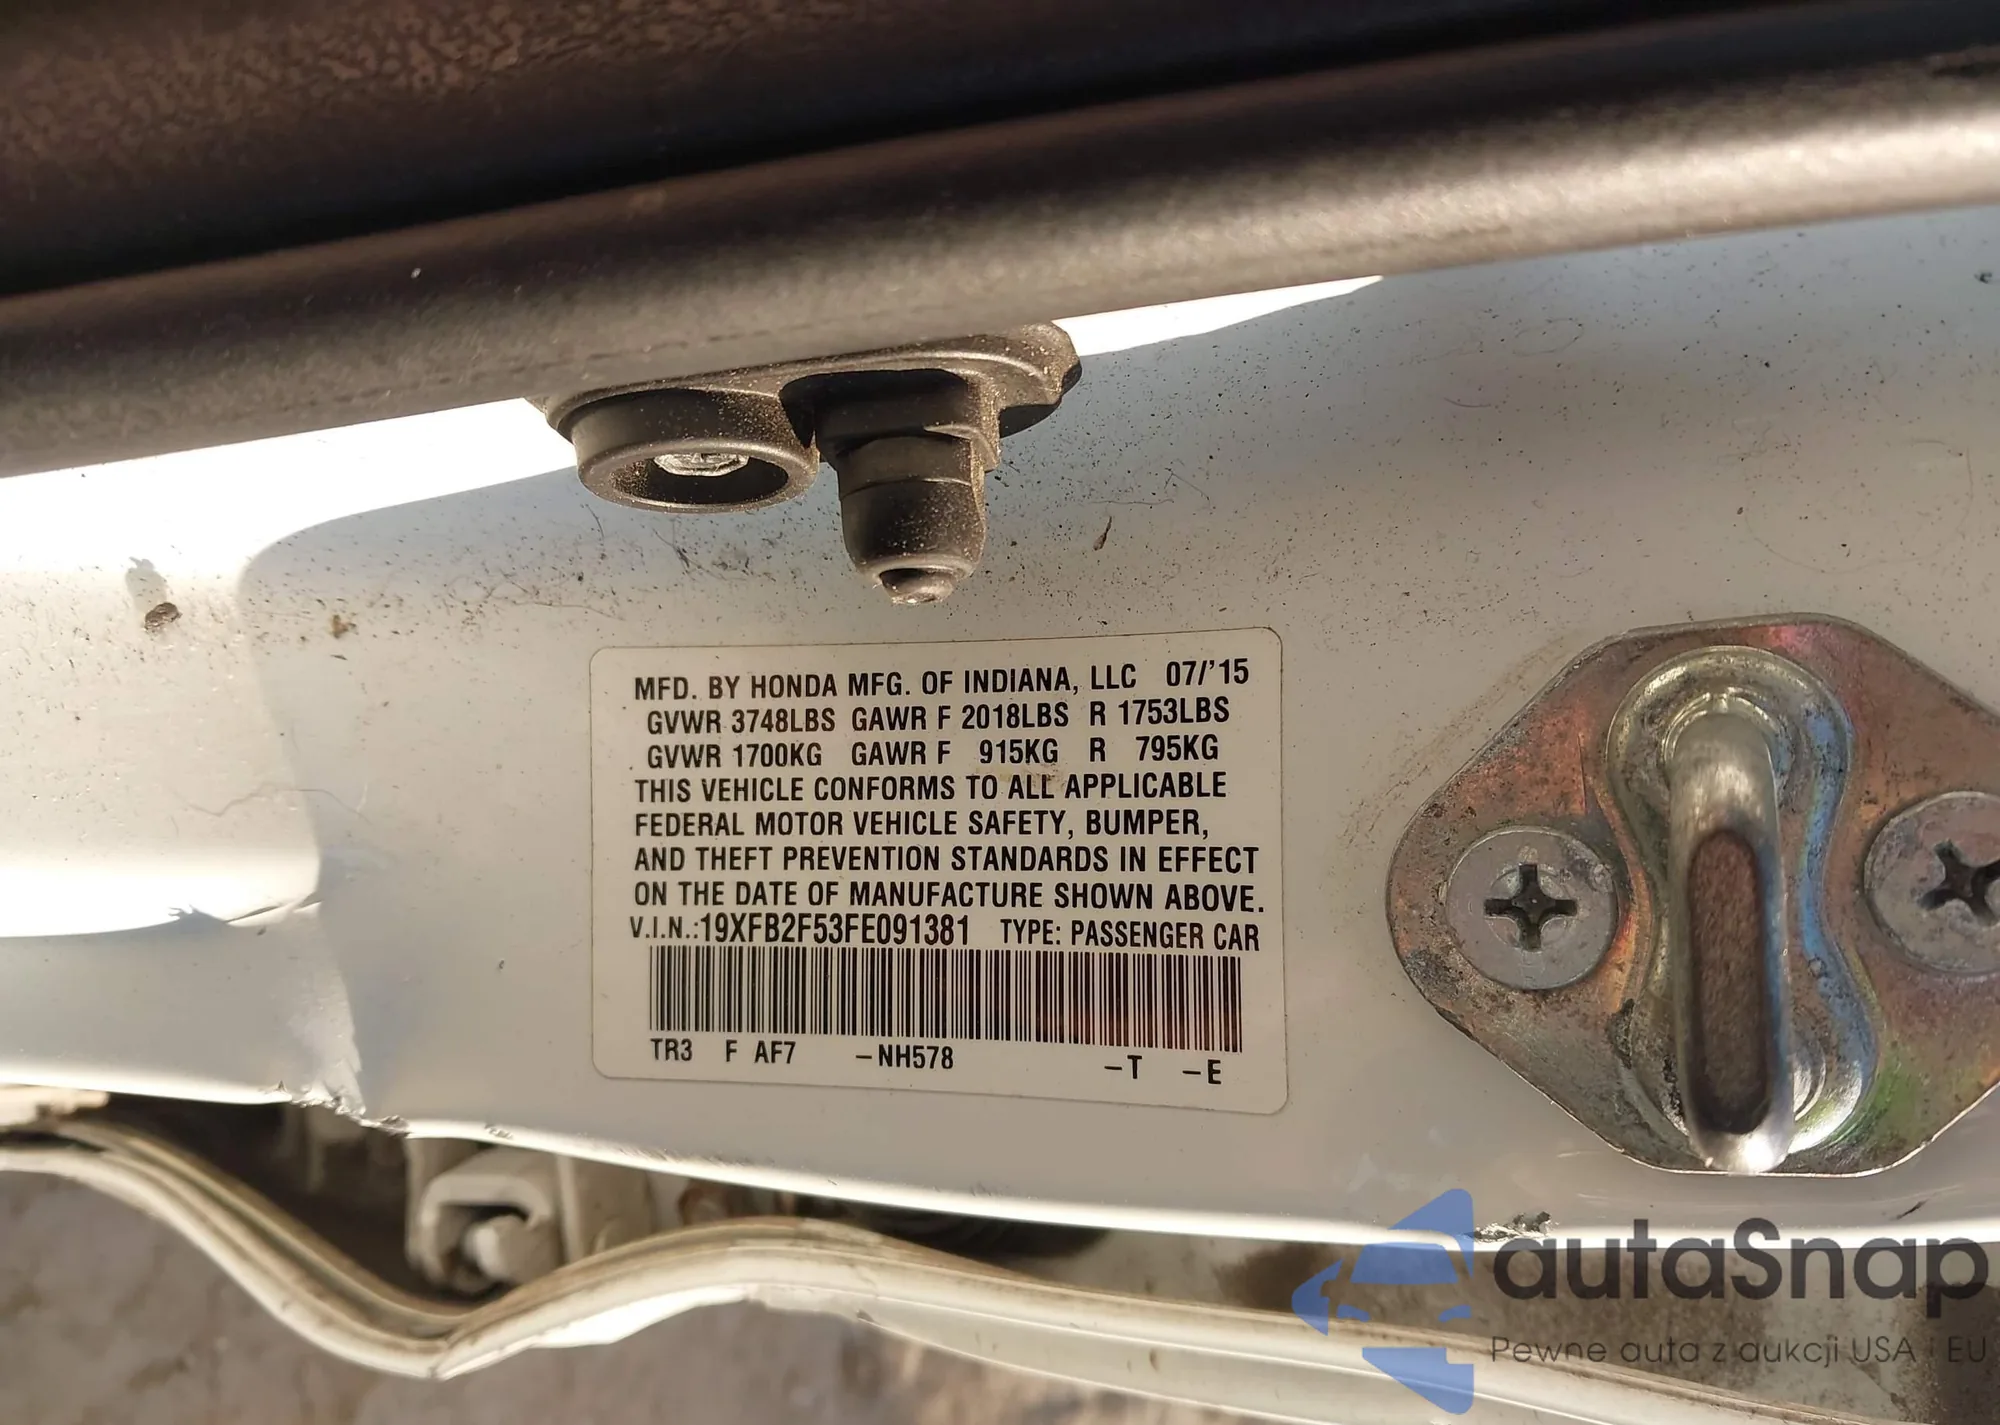 MFD. BY HONDA MFG. OF INDIANA, LLC 07/'15
GVWR 3748LBS GAWR F 2018LBS R 1753LBS
GVWR 1700KG GAWR F 915KG R 795KG
THIS VEHICLE CONFORMS TO ALL APPLICABLE
FEDERAL MOTOR VEHICLE SAFETY, BUMPER,
AND THEFT PREVENTION STANDARDS IN EFFECT
ON THE DATE OF MANUFACTURE SHOWN ABOVE.
V.I.N.:19XFB2F53FE091381 TYPE: PASSENGER CAR
TR3 F AF7 -NH578 -T -E
autaSnap
Pewne auta z aukcji USA i EU